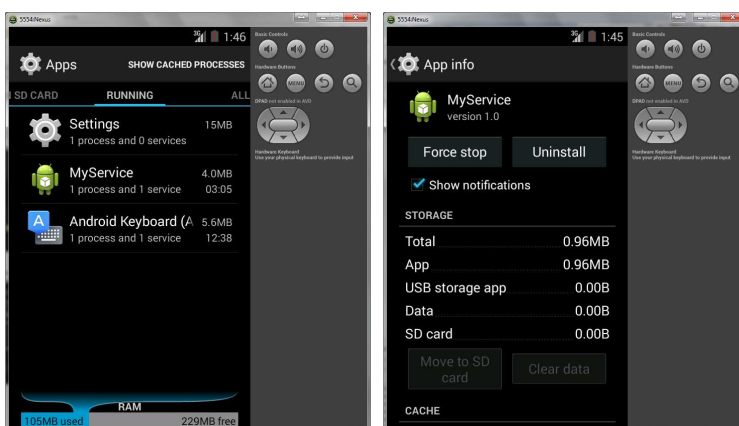 5554:Nexus
3G 1:46
Apps SHOW CACHED PROCESSES
SD CARD RUNNING ALL
Settings 15MB
1 process and 0 services
MyService 4.0MB
1 process and 1 service 03:05
Android Keyboard (A 5.6MB
1 process and 1 service 12:38
RAM
105MB used 229MB free
Basic Controls
Hardware Buttons
MENU
DPAD not enabled in AVD
Hardware Keyboard
Use your physical keyboard to provide input
5554:Nexus
3G 1:45
App info
MyService
version 1.0
Force stop Uninstall
Show notifications
STORAGE
Total 0.96MB
App 0.96MB
USB storage app 0.00B
Data 0.00B
SD card 0.00B
Move to SD
card
Clear data
CACHE
Basic Controls
Hardware Buttons
MENU
DPAD not enabled in AVD
Hardware Keyboard
Use your physical keyboard to provide input